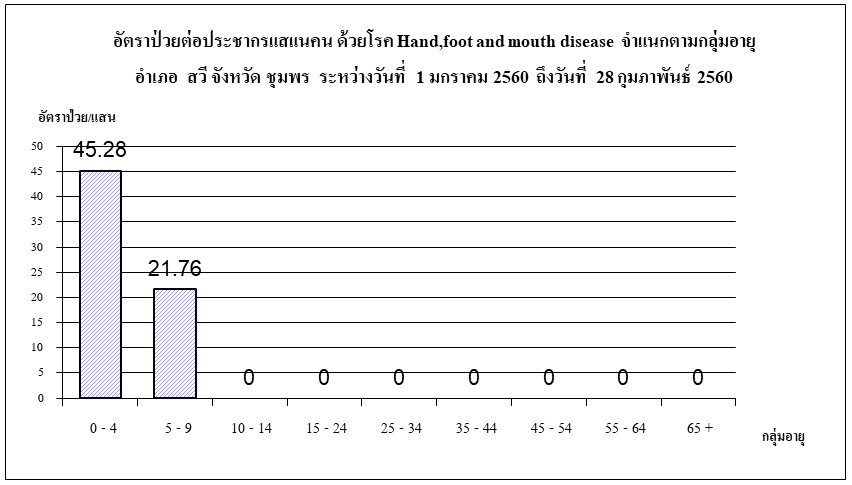 อัตราป่วยต่อประชากรแสแนคน ด้วยโรค Hand,foot and mouth disease จำแนกตามกลุ่มอายุ
อำเภอ สวี จังหวัด ชุมพร ระหว่างวันที่ 1 มกราคม 2560 ถึงวันที่ 28 กุมภาพันธ์ 2560
อัตราป่วย/แสน
50
45.28
45
40
35
30
25
21.76
20
15
10
5
0 0 0 0 0 0 0
0
0 - 4 5 - 9 10 - 14 15 - 24 25 - 34 35 - 44 45 - 54 55 - 64 65 +
กลุ่มอายุ